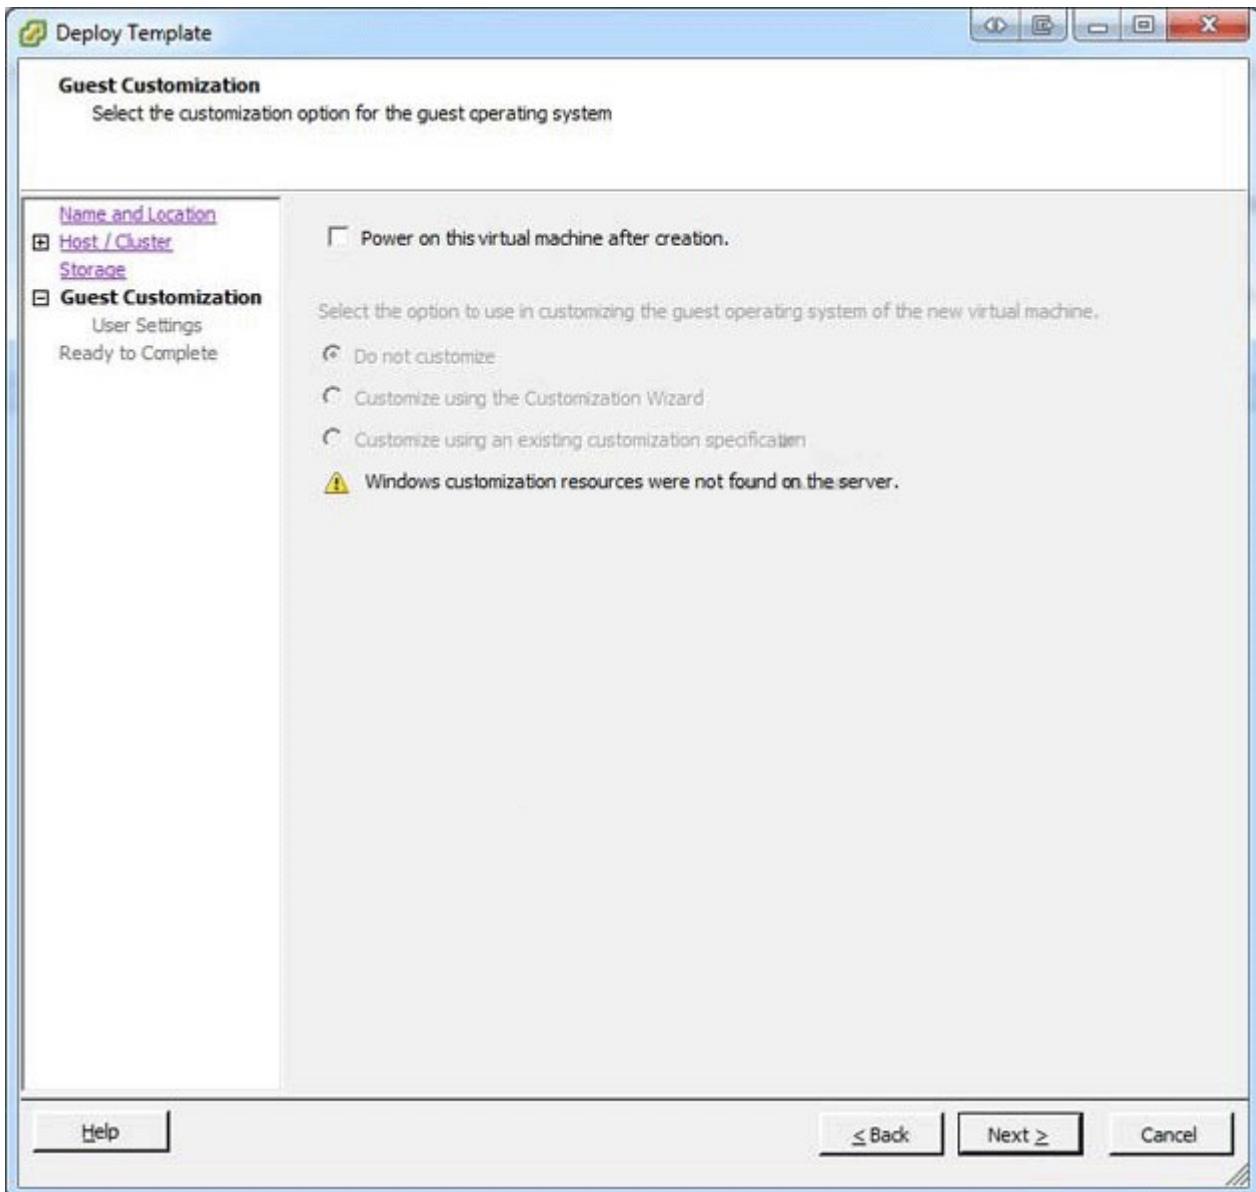 Deploy Template
Guest Customization
Select the customization option for the guest operating system
Name and Location
Host / Cluster
Storage
Guest Customization
User Settings
Ready to Complete
Power on this virtual machine after creation.
Select the option to use in customizing the guest operating system of the new virtual machine.
Do not customize
Customize using the Customization Wizard
Customize using an existing customization specification
Windows customization resources were not found on the server.
Help
< Back
Next >
Cancel